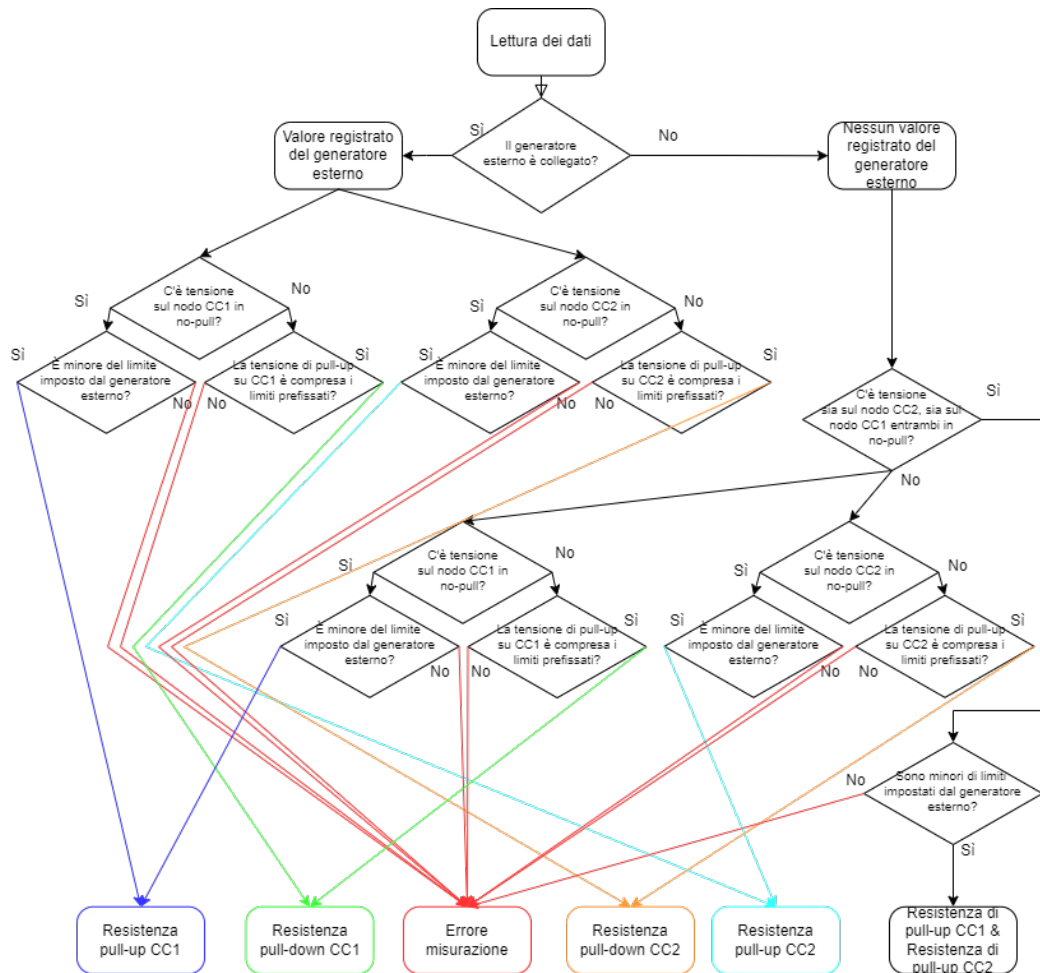 Lettura dei dati
Il generatore
esterno è collegato?
Sì
No
Valore registrato
del generatore
esterno
Nessun valore
registrato del
generatore
esterno
C'è tensione
sul nodo CC1 in
no-pull?
Sì
No
C'è tensione
sul nodo CC2 in
no-pull?
Sì
No
È minore del limite
imposto dal generatore
esterno?
Sì
No
La tensione di pull-up
su CC1 è compresa i
limiti prefissati?
Sì
No
È minore del limite
imposto dal generatore
esterno?
Sì
No
La tensione di pull-up
su CC2 è compresa i
limiti prefissati?
Sì
No
C'è tensione
sia sul nodo CC2, sia sul
nodo CC1 entrambi in
no-pull?
Sì
No
C'è tensione
sul nodo CC1 in
no-pull?
Sì
No
C'è tensione
sul nodo CC2 in
no-pull?
Sì
No
È minore del limite
imposto dal generatore
esterno?
Sì
No
La tensione di pull-up
su CC1 è compresa i
limiti prefissati?
Sì
No
È minore del limite
imposto dal generatore
esterno?
Sì
No
La tensione di pull-up
su CC2 è compresa i
limiti prefissati?
Sì
No
Sono minori di limiti
impostati dal generatore
esterno?
No
Sì
Resistenza
pull-up CC1
Resistenza
pull-down CC1
Errore
misurazione
Resistenza
pull-down CC2
Resistenza
pull-up CC2
Resistenza di
pull-up CC1 &
Resistenza di
pull-up CC2